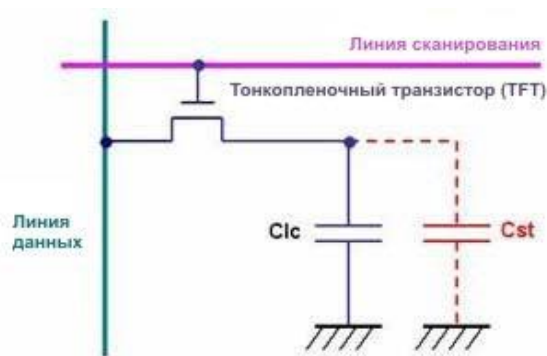 Линия сканирования
Тонкопленочный транзистор (TFT)
Линия
данных
Clc
Cst